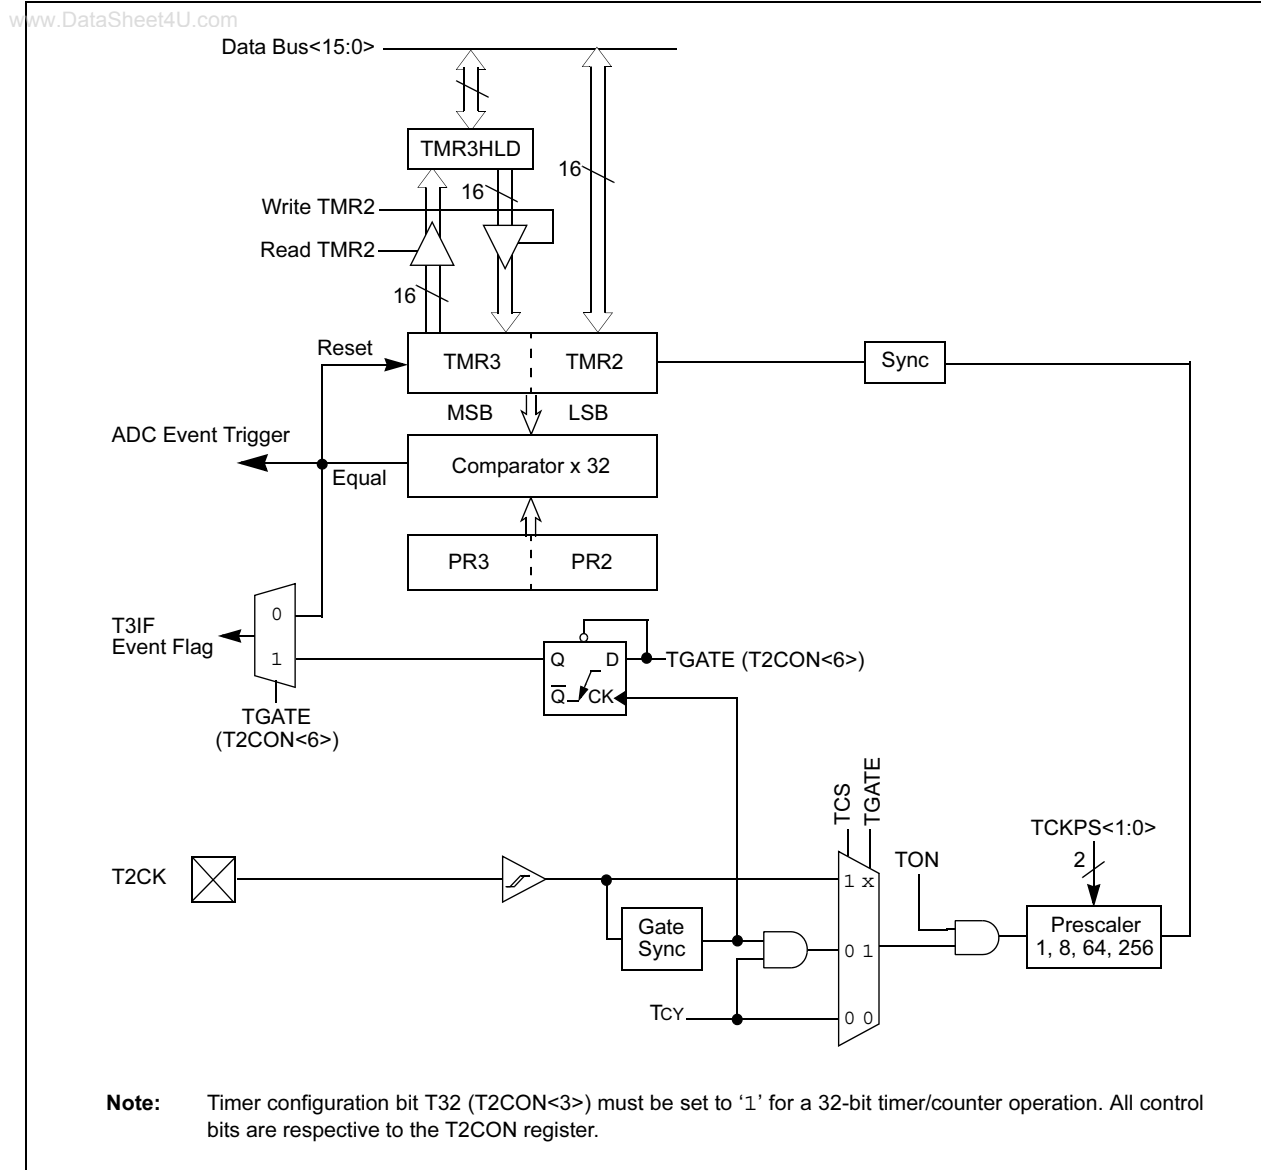 www.DataSheet4U.com
Data Bus<15:0>
TMR3HLD
16
16
Write TMR2
Read TMR2
16
Reset
TMR3
TMR2
Sync
MSB
LSB
ADC Event Trigger
Equal
Comparator x 32
PR3
PR2
0
T3IF
Event Flag
1
Q
D
TGATE (T2CON<6>)
Q
CK
TGATE
(T2CON<6>)
TCS
TGATE
TCKPS<1:0>
2
TON
T2CK
1 x
Gate
Sync
0 1
Prescaler
1, 8, 64, 256
TCY
0 0
Note: Timer configuration bit T32 (T2CON<3>) must be set to ‘1’ for a 32-bit timer/counter operation. All control
bits are respective to the T2CON register.